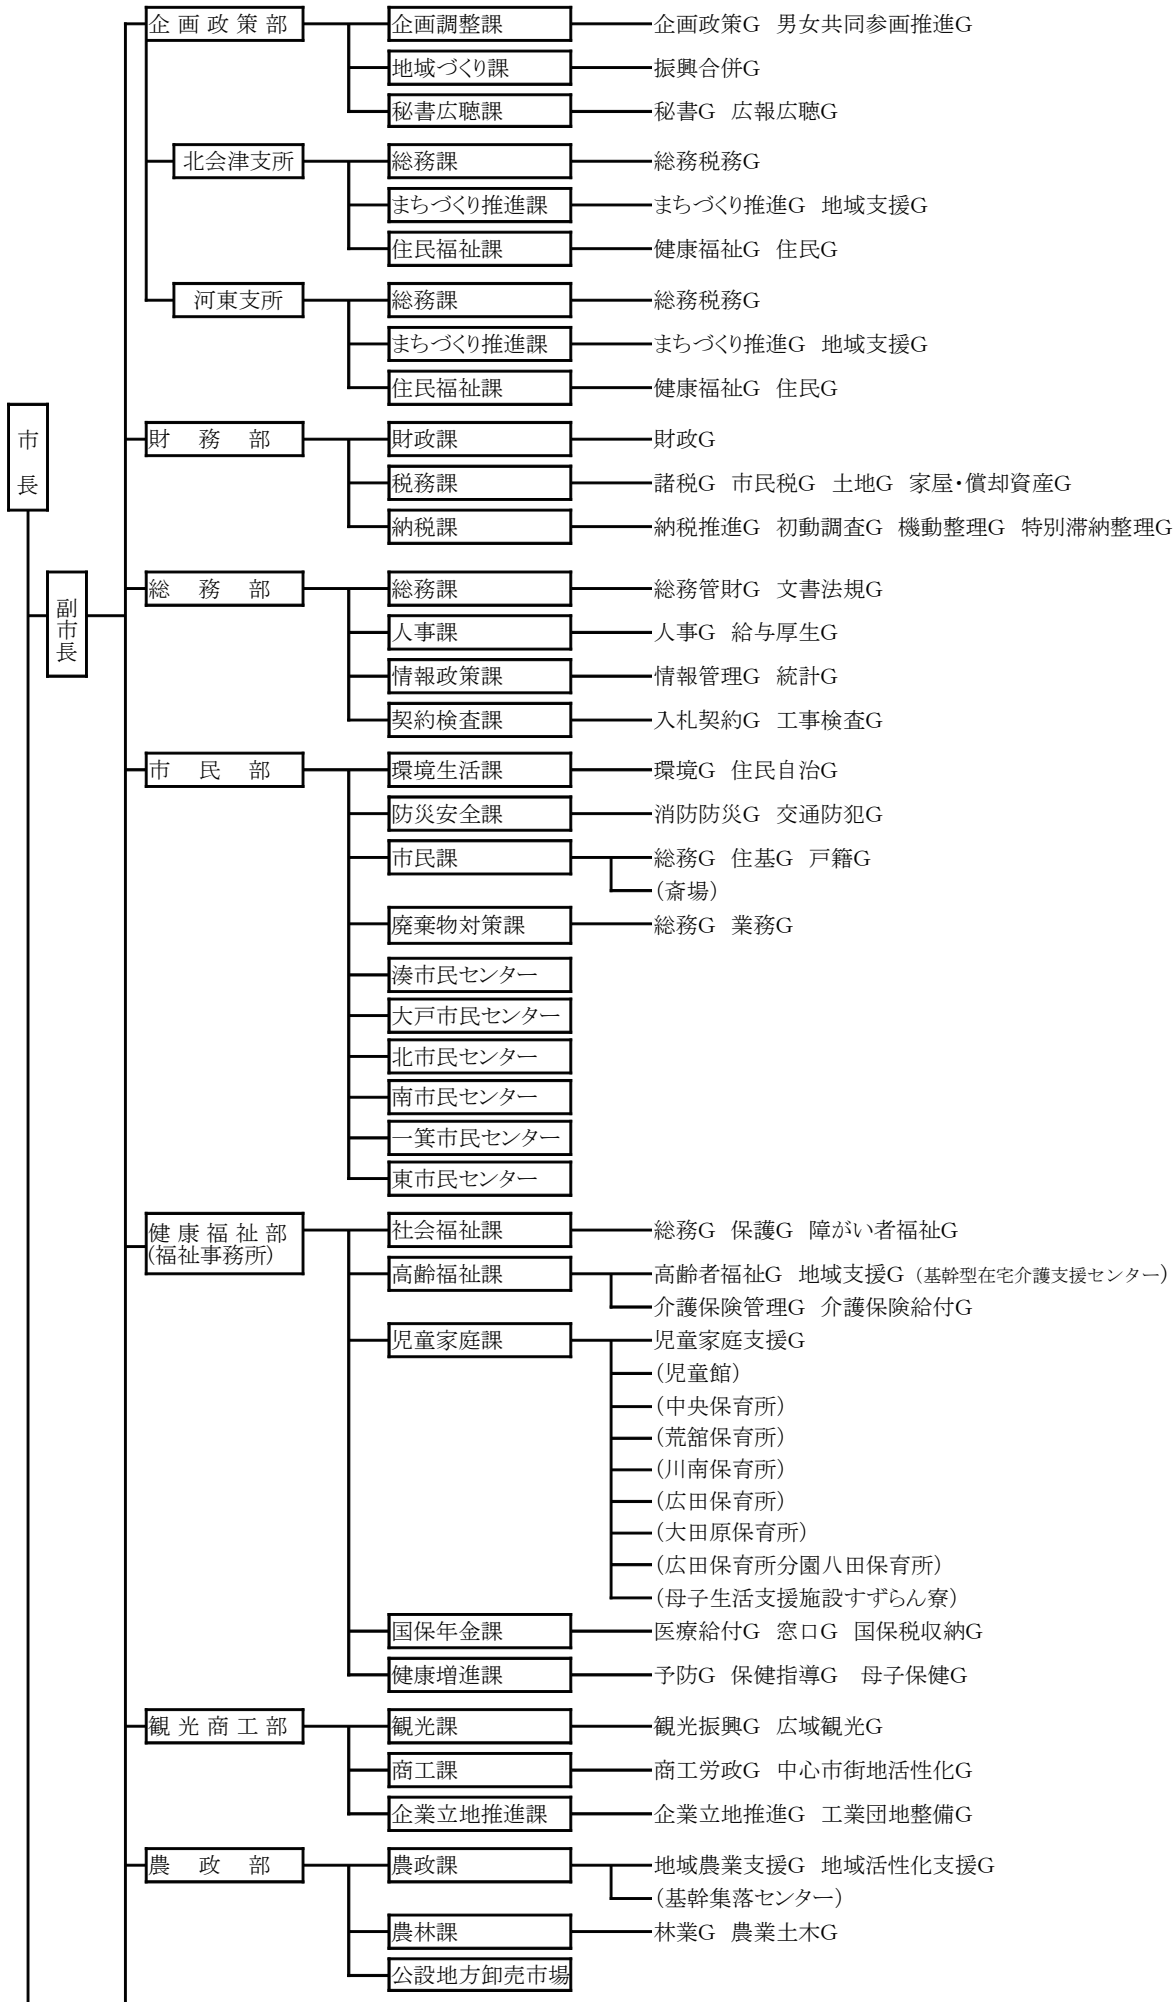 企画政策部 企画調整課 企画政策G 男女共同参画推進G
地域づくり課 振興合併G
秘書広聴課 秘書G 広報広聴G
北会津支所 総務課 総務税務G
まちづくり推進課 まちづくり推進G 地域支援G
住民福祉課 健康福祉G 住民G
河東支所 総務課 総務税務G
まちづくり推進課 まちづくり推進G 地域支援G
住民福祉課 健康福祉G 住民G
市長
財務部 財政課 財政G
税務課 諸税G 市民税G 土地G 家屋・償却資産G
納税課 納税推進G 初動調査G 機動整理G 特別滞納整理G
副市長
総務部 総務課 総務管財G 文書法規G
人事課 人事G 給与厚生G
情報政策課 情報管理G 統計G
契約検査課 入札契約G 工事検査G
市民部 環境生活課 環境G 住民自治G
防災安全課 消防防災G 交通防犯G
市民課 総務G 住基G 戸籍G
(斎場)
廃棄物対策課 総務G 業務G
湊市民センター
大戸市民センター
北市民センター
南市民センター
一箕市民センター
東市民センター
健康福祉部 社会福祉課 総務G 保護G 障がい者福祉G
(福祉事務所)
高齢福祉課 高齢者福祉G 地域支援G (基幹型在宅介護支援センター)
介護保険管理G 介護保険給付G
児童家庭課 児童家庭支援G
(児童館)
(中央保育所)
(荒舘保育所)
(川南保育所)
(広田保育所)
(大田原保育所)
(広田保育所分園八田保育所)
(母子生活支援施設すずらん寮)
国保年金課 医療給付G 窓口G 国保税収納G
健康増進課 予防G 保健指導G 母子保健G
観光商工部 観光課 観光振興G 広域観光G
商工課 商工労政G 中心市街地活性化G
企業立地推進課 企業立地推進G 工業団地整備G
農政部 農政課 地域農業支援G 地域活性化支援G
(基幹集落センター)
農林課 林業G 農業土木G
公設地方卸売市場